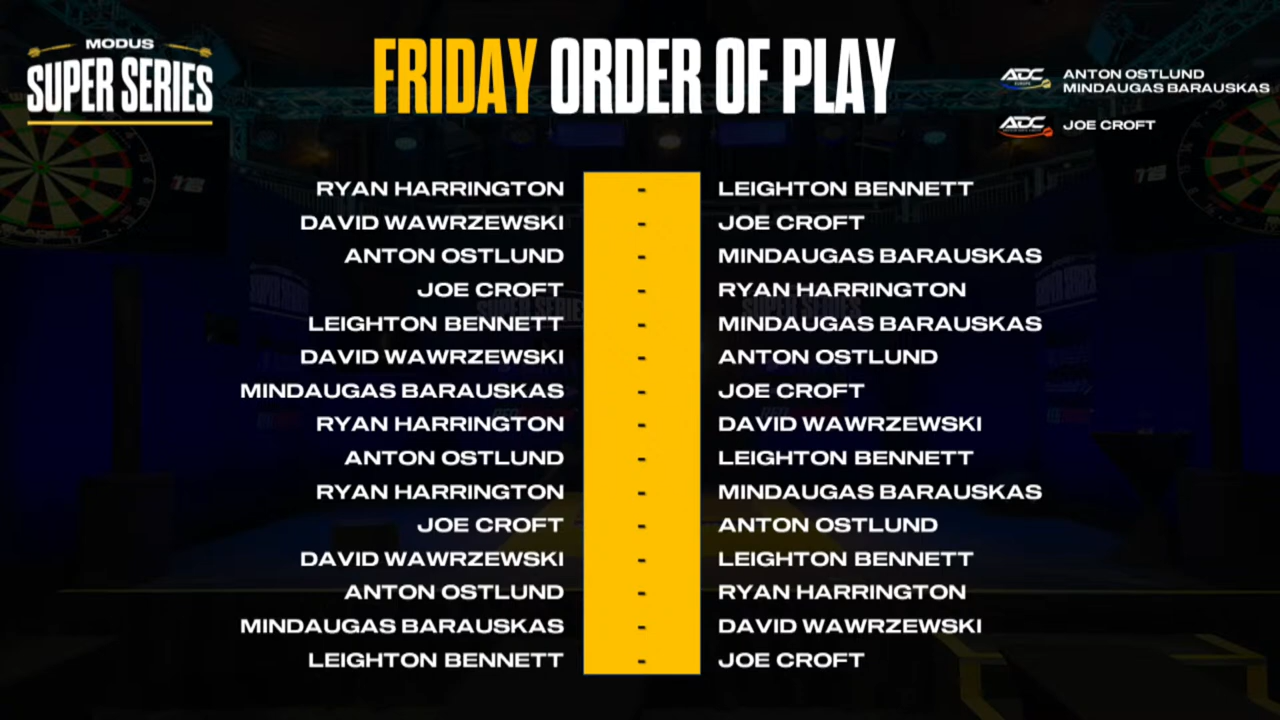 MODUS
SUPER SERIES
FRIDAY ORDER OF PLAY
ADC ANTON OSTLUND
MINDAUGAS BARAUSKAS
ADC JOE CROFT
RYAN HARRINGTON - LEIGHTON BENNETT
DAVID WAWRZEWSKI - JOE CROFT
ANTON OSTLUND - MINDAUGAS BARAUSKAS
JOE CROFT - RYAN HARRINGTON
LEIGHTON BENNETT - MINDAUGAS BARAUSKAS
DAVID WAWRZEWSKI - ANTON OSTLUND
MINDAUGAS BARAUSKAS - JOE CROFT
RYAN HARRINGTON - DAVID WAWRZEWSKI
ANTON OSTLUND - LEIGHTON BENNETT
RYAN HARRINGTON - MINDAUGAS BARAUSKAS
JOE CROFT - ANTON OSTLUND
DAVID WAWRZEWSKI - LEIGHTON BENNETT
ANTON OSTLUND - RYAN HARRINGTON
MINDAUGAS BARAUSKAS - DAVID WAWRZEWSKI
LEIGHTON BENNETT - JOE CROFT